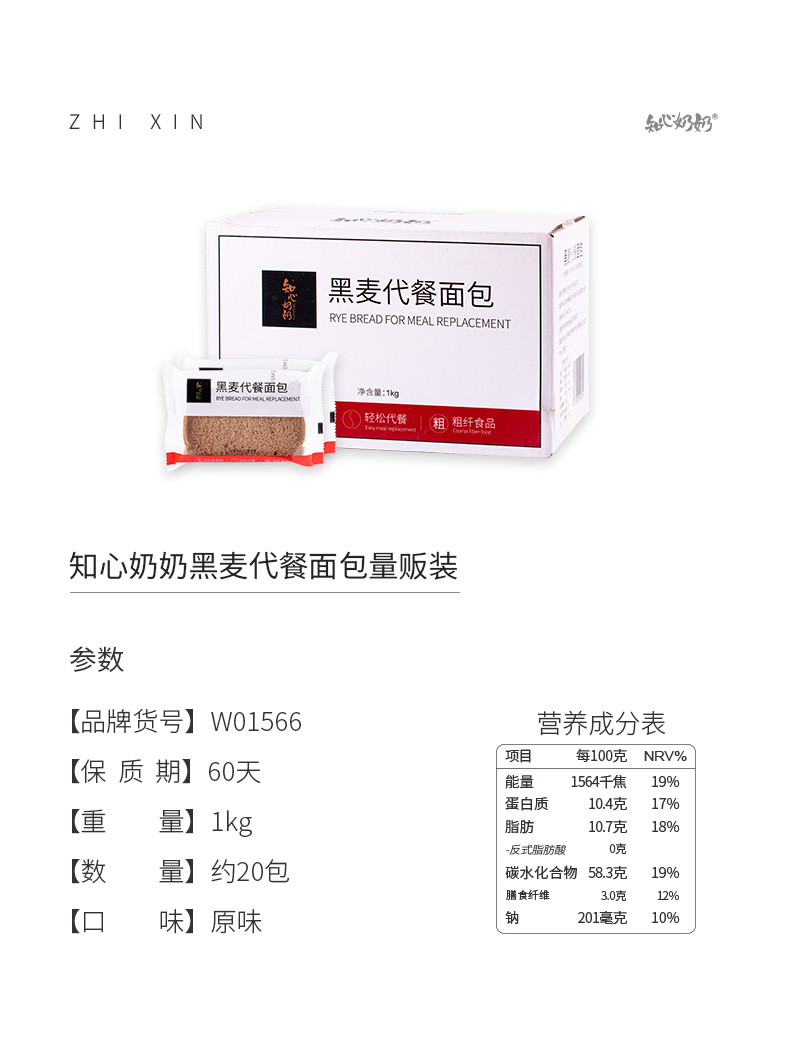 ZHI XIN
知心奶奶®
知心奶奶
知心奶奶
黑麦代餐面包
RYE BREAD FOR MEAL REPLACEMENT
净含量:1kg
轻松代餐
Easy meal replacement
粗
粗纤食品
Coarse fiber food
黑麦代餐面包
RYE BREAD FOR MEAL REPLACEMENT
知心奶奶黑麦代餐面包量贩装
参数
【品牌货号】W01566
【保 质 期】60天
【重 量】1kg
【数 量】约20包
【口 味】原味
营养成分表
项目 每100克 NRV%
能量 1564千焦 19%
蛋白质 10.4克 17%
脂肪 10.7克 18%
-反式脂肪酸 0克
碳水化合物 58.3克 19%
膳食纤维 3.0克 12%
钠 201毫克 10%